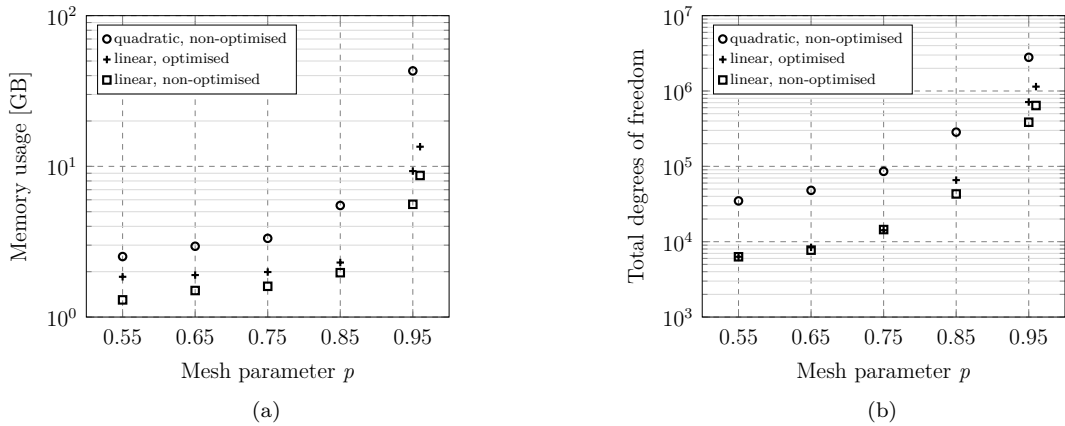 10^2
10^1
10^0
Memory usage [GB]
quadratic, non-optimised
linear, optimised
linear, non-optimised
0.55 0.65 0.75 0.85 0.95
Mesh parameter p
(a)
10^7
10^6
10^5
10^4
10^3
Total degrees of freedom
quadratic, non-optimised
linear, optimised
linear, non-optimised
0.55 0.65 0.75 0.85 0.95
Mesh parameter p
(b)